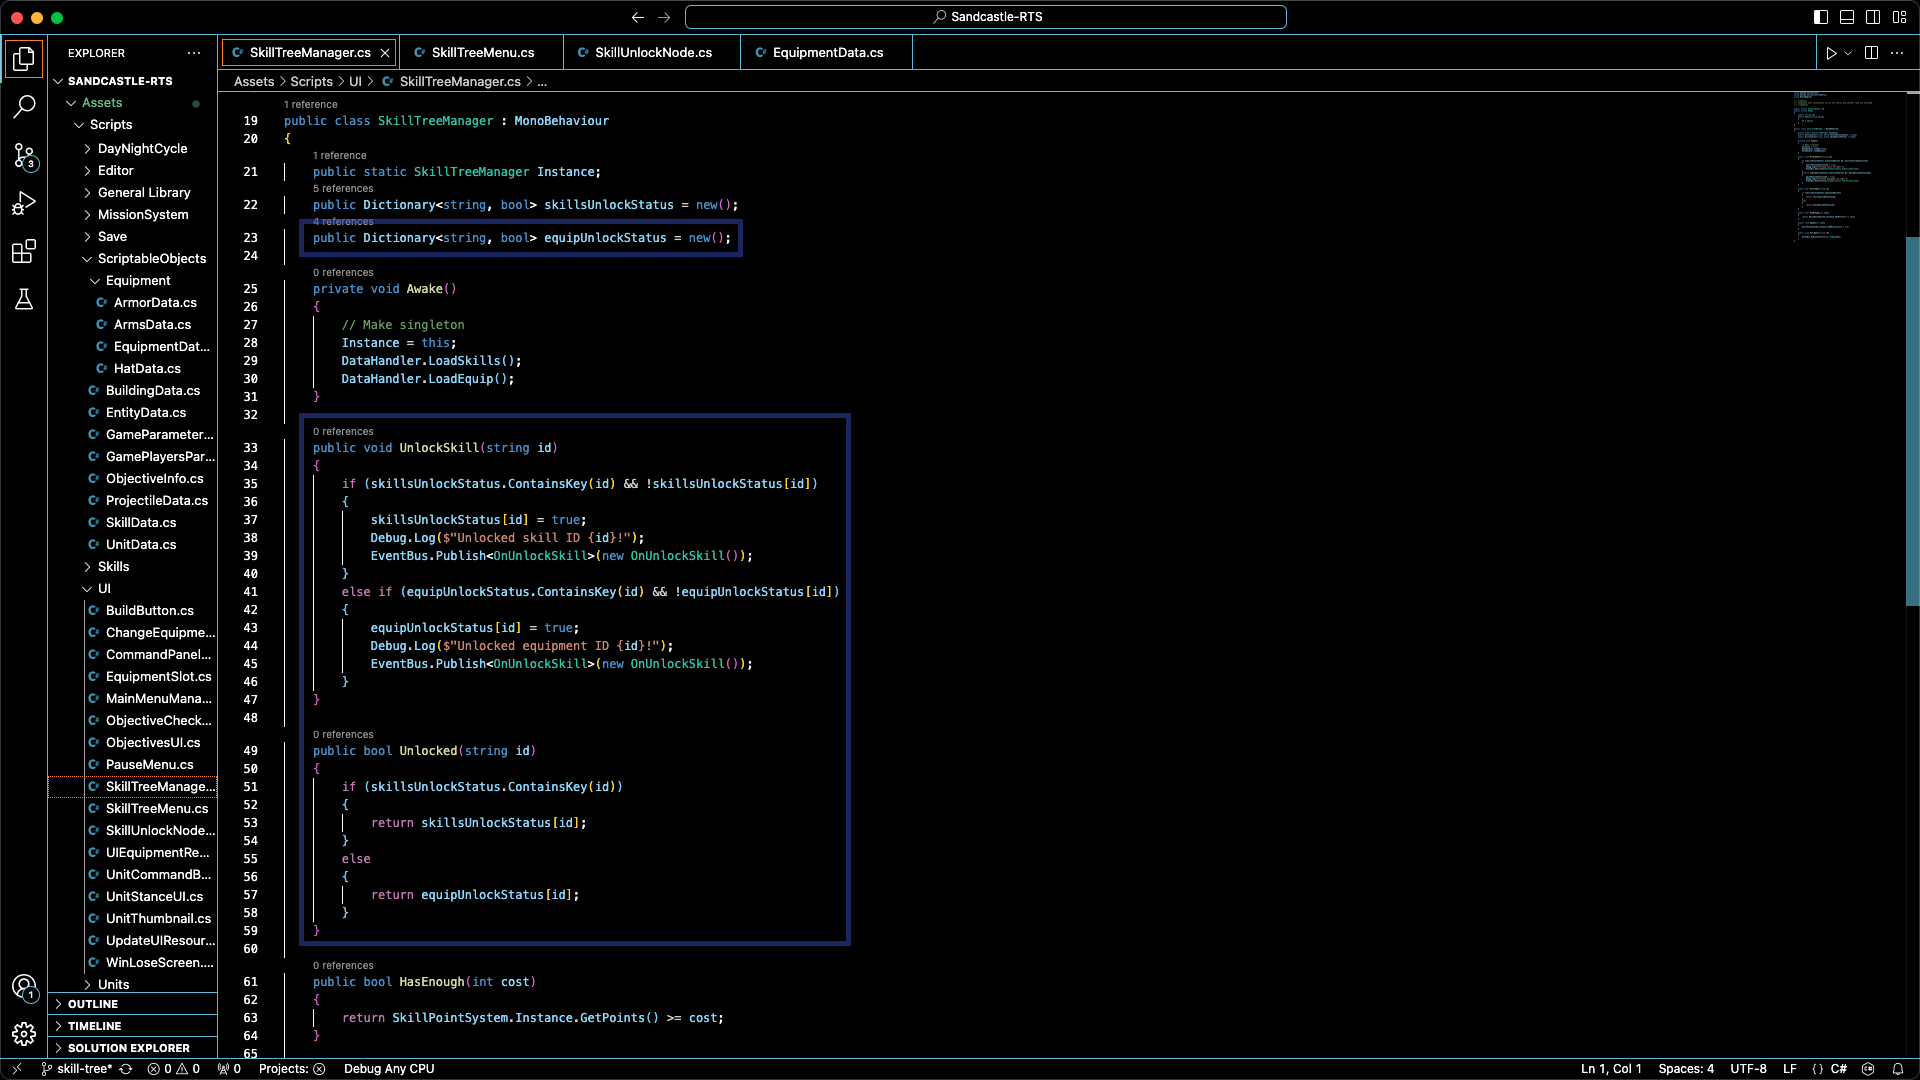 Sandcastle-RTS
EXPLORER
SkillTreeManager.cs
SkillTreeMenu.cs
SkillUnlockNode.cs
EquipmentData.cs
Assets > Scripts > UI > SkillTreeManager.cs > ...
SANDCASTLE-RTS
Assets
Scripts
DayNightCycle
Editor
General Library
MissionSystem
Save
ScriptableObjects
Equipment
ArmorData.cs
ArmsData.cs
EquipmentDat...
HatData.cs
BuildingData.cs
EntityData.cs
GameParameter...
GamePlayersPar...
ObjectiveInfo.cs
ProjectileData.cs
SkillData.cs
UnitData.cs
Skills
UI
BuildButton.cs
ChangeEquipme...
CommandPanel...
EquipmentSlot.cs
MainMenuMana...
ObjectiveCheck...
ObjectivesUI.cs
PauseMenu.cs
SkillTreeManage...
SkillTreeMenu.cs
SkillUnlockNode...
UIEquipmentRe...
UnitCommandB...
UnitStanceUI.cs
UnitThumbnail.cs
UpdateUIResour...
WinLoseScreen....
Units
OUTLINE
TIMELINE
SOLUTION EXPLORER
3
1
1 reference
19 public class SkillTreeManager : MonoBehaviour
20 {
1 reference
21 public static SkillTreeManager Instance;
5 references
22 public Dictionary<string, bool> skillsUnlockStatus = new();
4 references
23 public Dictionary<string, bool> equipUnlockStatus = new();
24
0 references
25 private void Awake()
26 {
27 // Make singleton
28 Instance = this;
29 DataHandler.LoadSkills();
30 DataHandler.LoadEquip();
31 }
32
0 references
33 public void UnlockSkill(string id)
34 {
35 if (skillsUnlockStatus.ContainsKey(id) && !skillsUnlockStatus[id])
36 {
37 skillsUnlockStatus[id] = true;
38 Debug.Log($"Unlocked skill ID {id}!");
39 EventBus.Publish<OnUnlockSkill>(new OnUnlockSkill());
40 }
41 else if (equipUnlockStatus.ContainsKey(id) && !equipUnlockStatus[id])
42 {
43 equipUnlockStatus[id] = true;
44 Debug.Log($"Unlocked equipment ID {id}!");
45 EventBus.Publish<OnUnlockSkill>(new OnUnlockSkill());
46 }
47 }
48
0 references
49 public bool Unlocked(string id)
50 {
51 if (skillsUnlockStatus.ContainsKey(id))
52 {
53 return skillsUnlockStatus[id];
54 }
55 else
56 {
57 return equipUnlockStatus[id];
58 }
59 }
60
0 references
61 public bool HasEnough(int cost)
62 {
63 return SkillPointSystem.Instance.GetPoints() >= cost;
64 }
65
skill-tree* 0 0 0 Projects: Debug Any CPU
Ln 1, Col 1 Spaces: 4 UTF-8 LF {} C#